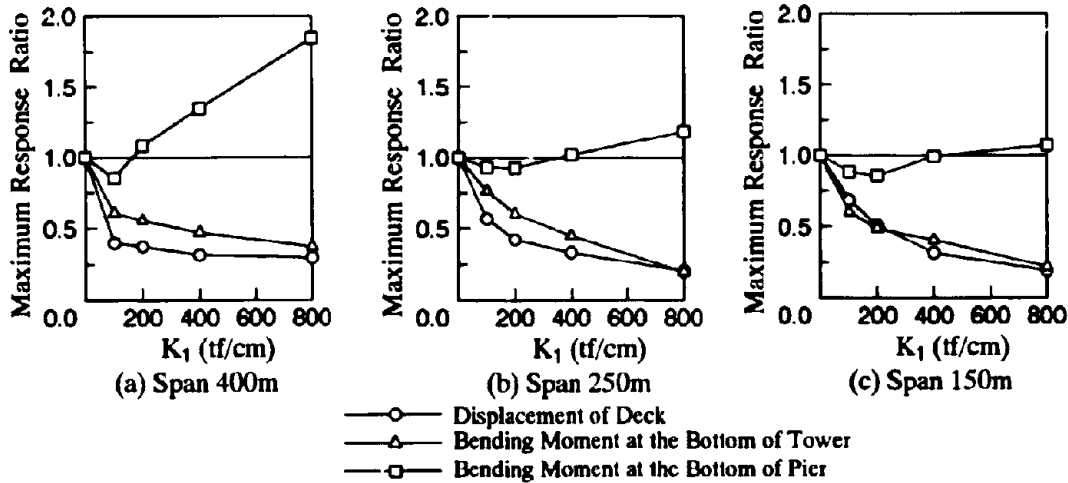 Maximum Response Ratio
2.0
1.5
1.0
0.5
0.0
200
400
600
800
K₁ (tf/cm)
(a) Span 400m
Maximum Response Ratio
2.0
1.5
1.0
0.5
0.0
200
400
600
800
K₁ (tf/cm)
(b) Span 250m
Maximum Response Ratio
2.0
1.5
1.0
0.5
0.0
200
400
600
800
K₁ (tf/cm)
(c) Span 150m
Displacement of Deck
Bending Moment at the Bottom of Tower
Bending Moment at the Bottom of Pier